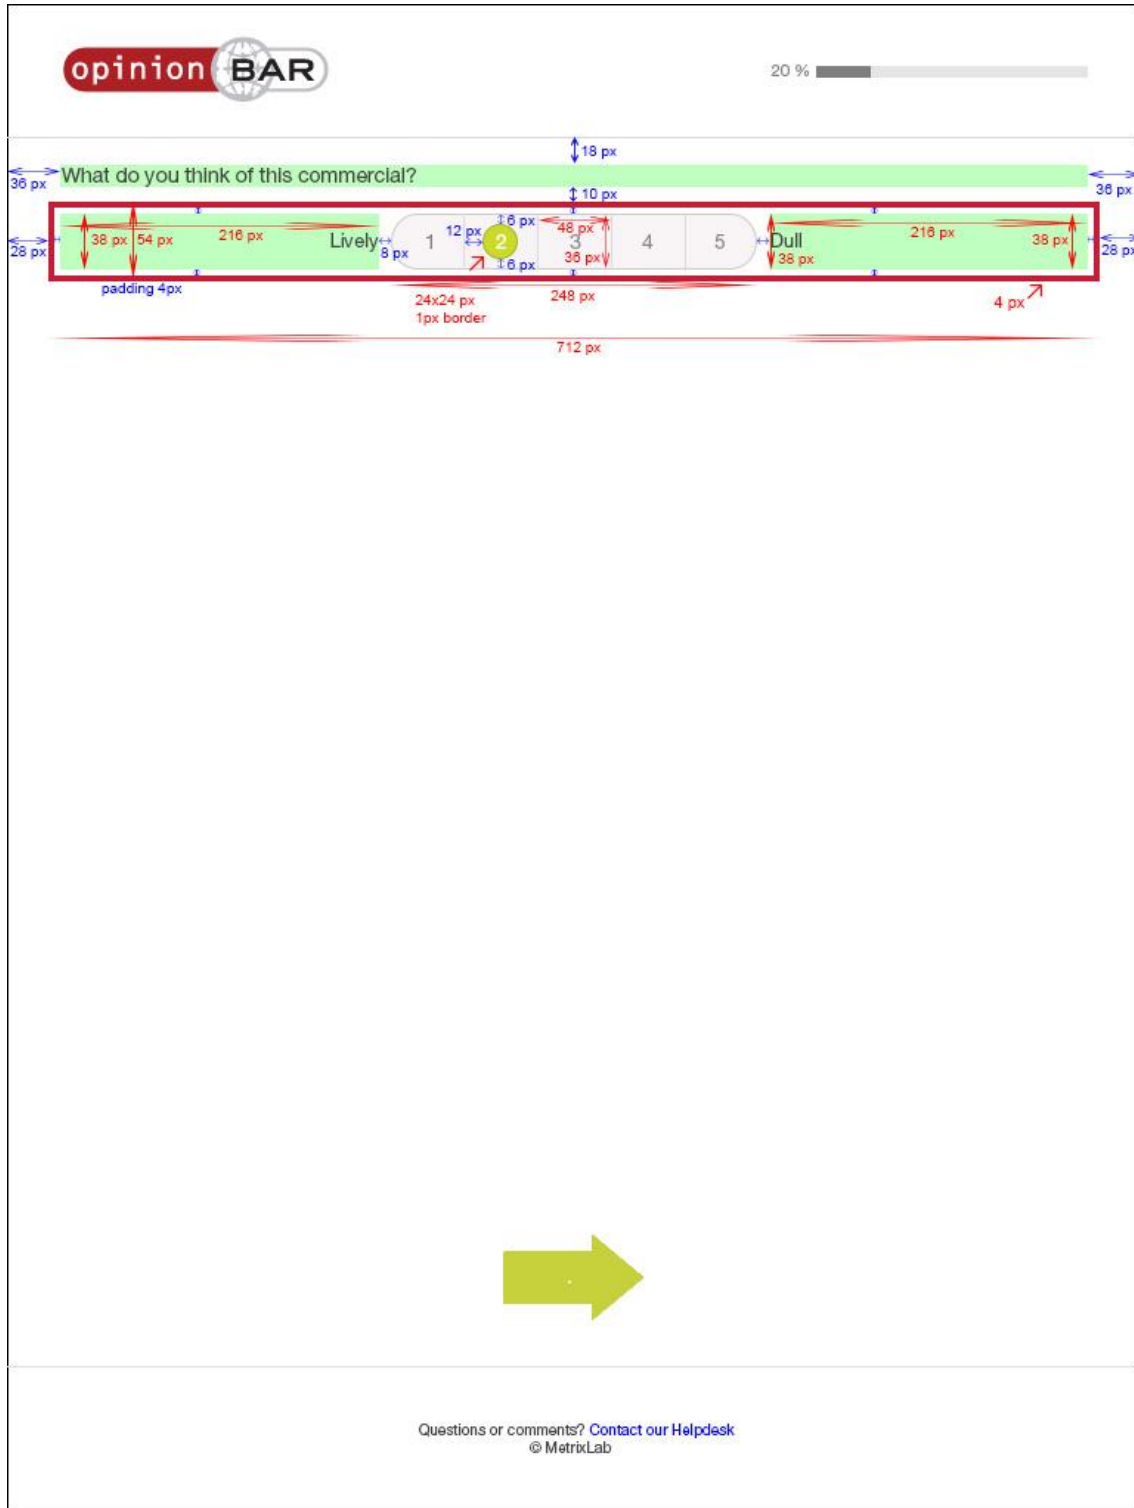 opinion BAR
20 %
18 px
36 px What do you think of this commercial? 36 px
10 px
28 px 38 px 54 px 216 px Lively 8 px 1 12 px 2 6 px 6 px 48 px 3 36 px 4 5 Dull 38 px 216 px 38 px 28 px
padding 4px
24x24 px
1px border
248 px
4 px
712 px
Questions or comments? Contact our Helpdesk
© MetrixLab